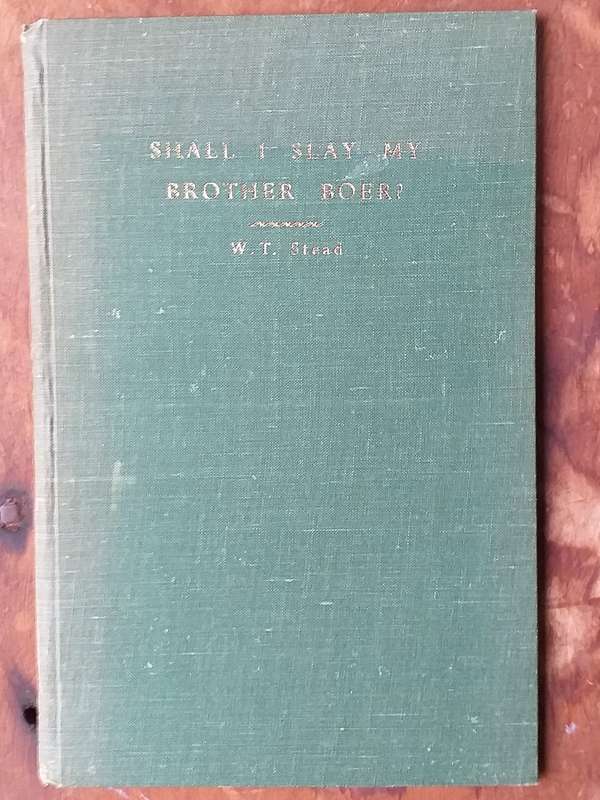 SHALL I SLAY MY
BROTHER BOER?
W. T. Stead